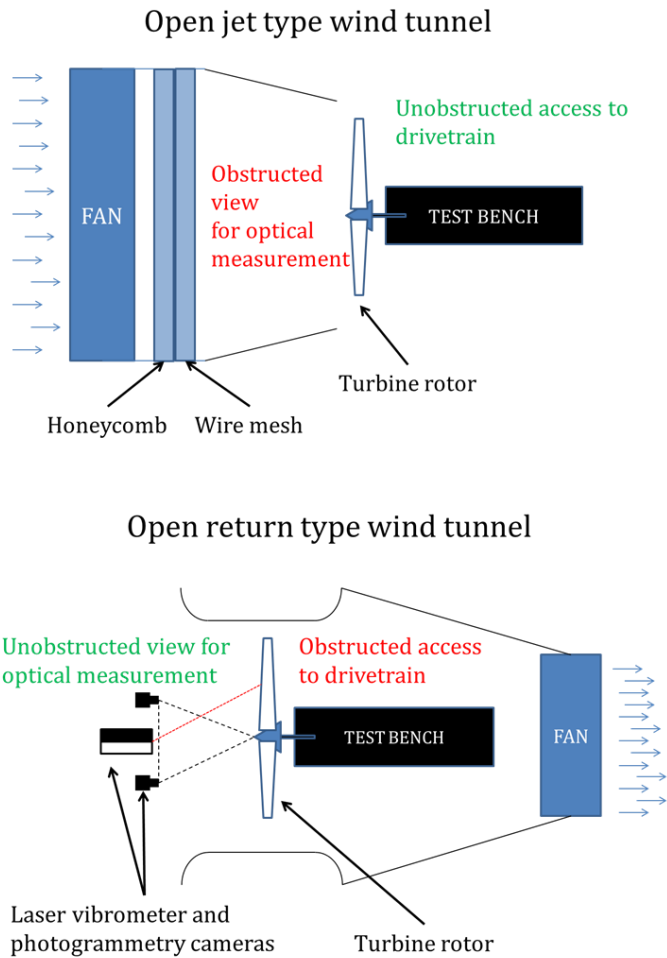 Open jet type wind tunnel
Unobstructed access to
drivetrain
Obstructed
view
for optical
measurement
FAN
TEST BENCH
Turbine rotor
Honeycomb
Wire mesh
Open return type wind tunnel
Unobstructed view for
optical measurement
Obstructed access
to drivetrain
TEST BENCH
FAN
Laser vibrometer and
photogrammetry cameras
Turbine rotor